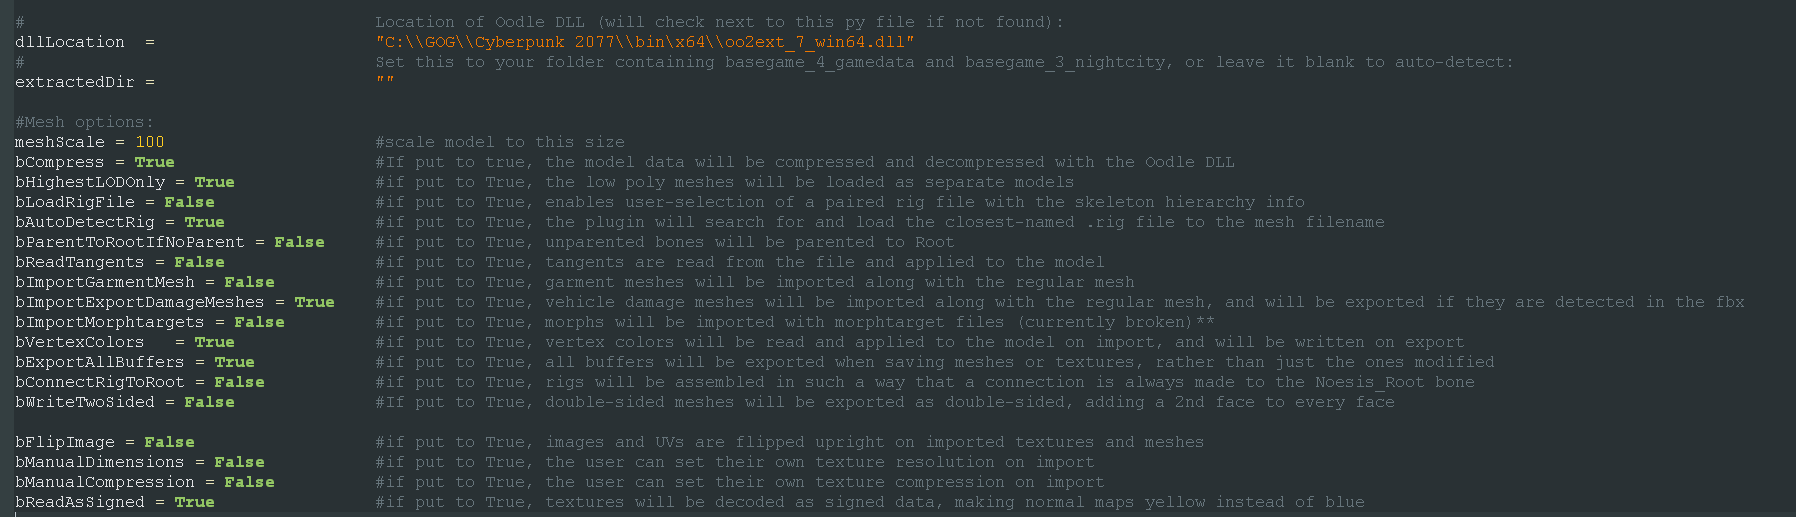 # Location of Oodle DLL (will check next to this py file if not found):
dllLocation = "C:\\GOG\\Cyberpunk 2077\\bin\x64\\oo2ext_7_win64.dll"
# Set this to your folder containing basegame_4_gamedata and basegame_3_nightcity, or leave it blank to auto-detect:
extractedDir = ""
#Mesh options:
meshScale = 100 #scale model to this size
bCompress = True #If put to true, the model data will be compressed and decompressed with the Oodle DLL
bHighestLODOnly = True #if put to True, the low poly meshes will be loaded as separate models
bLoadRigFile = False #if put to True, enables user-selection of a paired rig file with the skeleton hierarchy info
bAutoDetectRig = True #if put to True, the plugin will search for and load the closest-named .rig file to the mesh filename
bParentToRootIfNoParent = False #if put to True, unparented bones will be parented to Root
bReadTangents = False #if put to True, tangents are read from the file and applied to the model
bImportGarmentMesh = False #if put to True, garment meshes will be imported along with the regular mesh
bImportExportDamageMeshes = True #if put to True, vehicle damage meshes will be imported along with the regular mesh, and will be exported if they are detected in the fbx
bImportMorphtargets = False #if put to True, morphs will be imported with morphtarget files (currently broken)**
bVertexColors = True #if put to True, vertex colors will be read and applied to the model on import, and will be written on export
bExportAllBuffers = True #if put to True, all buffers will be exported when saving meshes or textures, rather than just the ones modified
bConnectRigToRoot = False #if put to True, rigs will be assembled in such a way that a connection is always made to the Noesis_Root bone
bWriteTwoSided = False #If put to True, double-sided meshes will be exported as double-sided, adding a 2nd face to every face
bFlipImage = False #if put to True, images and UVs are flipped upright on imported textures and meshes
bManualDimensions = False #if put to True, the user can set their own texture resolution on import
bManualCompression = False #if put to True, the user can set their own texture compression on import
bReadAsSigned = True #if put to True, textures will be decoded as signed data, making normal maps yellow instead of blue